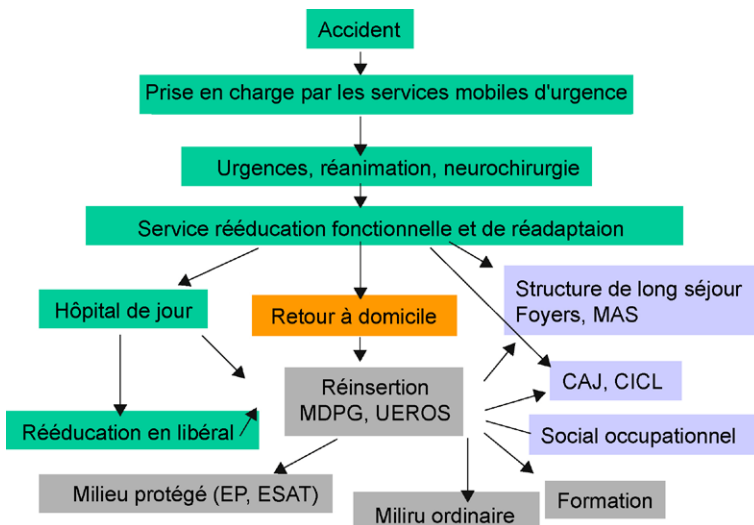 Accident
Prise en charge par les services mobiles d'urgence
Urgences, réanimation, neurochirurgie
Service rééducation fonctionnelle et de réadaptaion
Hôpital de jour
Retour à domicile
Structure de long séjour
Foyers, MAS
Réinsertion
MDPG, UEROS
CAJ, CICL
Rééducation en libéral
Social occupationnel
Milieu protégé (EP, ESAT)
Formation
Miliru ordinaire